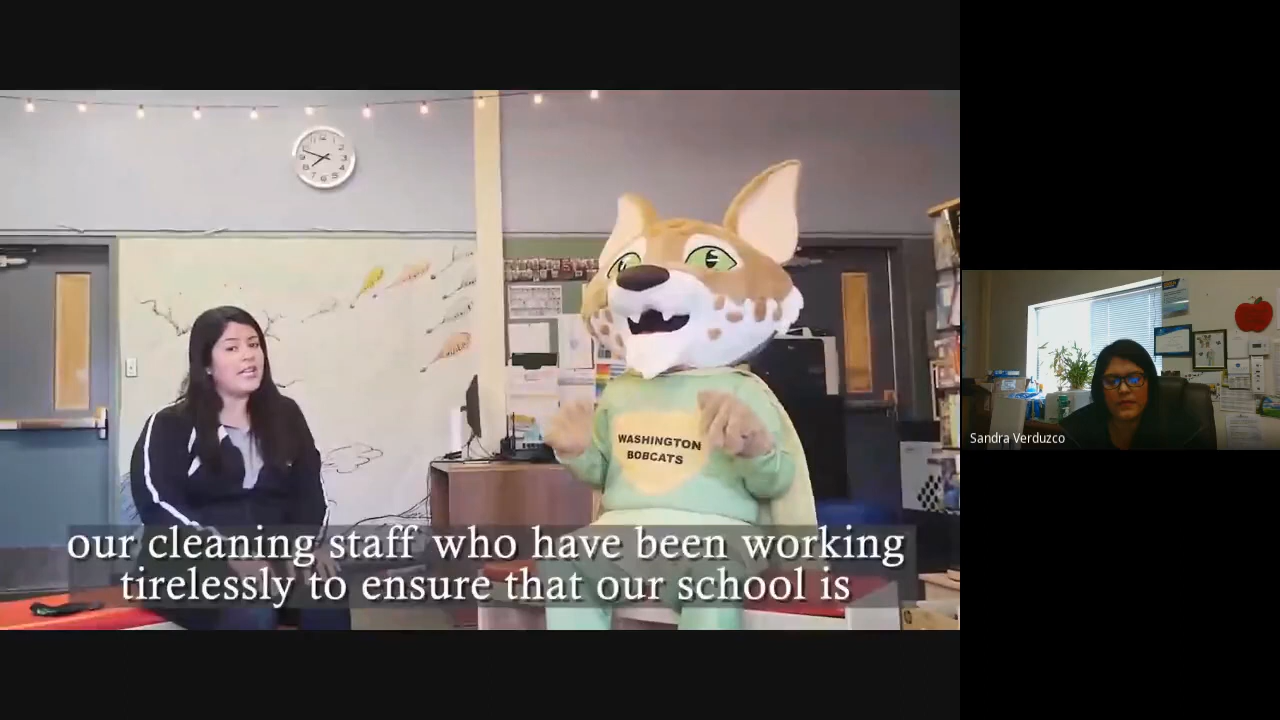 WASHINGTON
BOBCATS
our cleaning staff who have been working
tirelessly to ensure that our school is
Sandra Verduzco